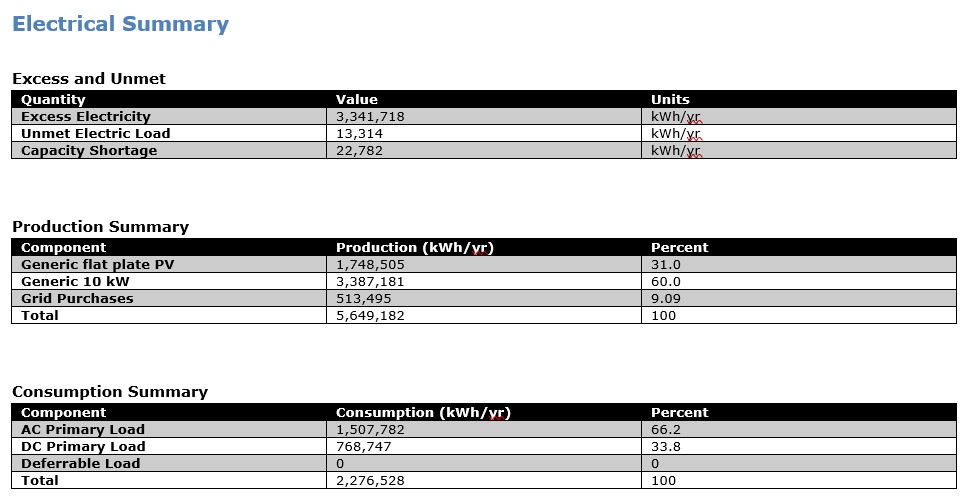 Electrical Summary
Excess and Unmet
Quantity Value Units
Excess Electricity 3,341,718 kWh/yr
Unmet Electric Load 13,314 kWh/yr
Capacity Shortage 22,782 kWh/yr
Production Summary
Component Production (kWh/yr) Percent
Generic flat plate PV 1,748,505 31.0
Generic 10 kW 3,387,181 60.0
Grid Purchases 513,495 9.09
Total 5,649,182 100
Consumption Summary
Component Consumption (kWh/yr) Percent
AC Primary Load 1,507,782 66.2
DC Primary Load 768,747 33.8
Deferrable Load 0 0
Total 2,276,528 100